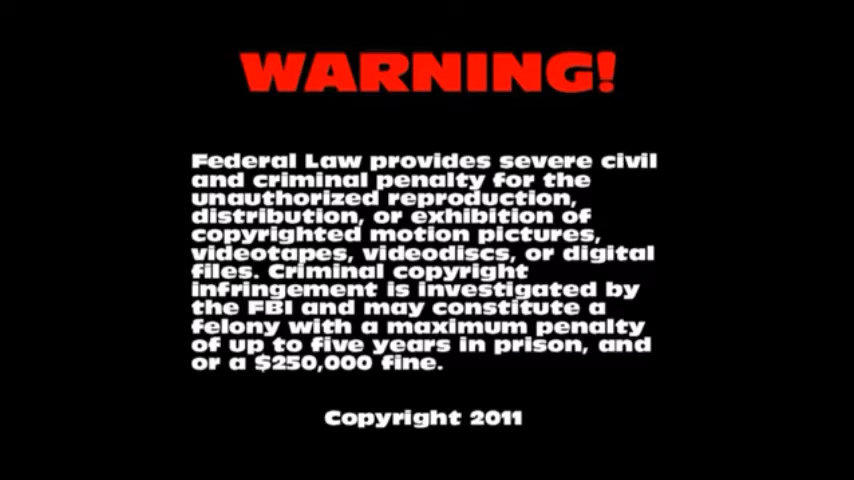 WARNING!
Federal Law provides severe civil
and criminal penalty for the
unauthorized reproduction,
distribution, or exhibition of
copyrighted motion pictures,
videotapes, videodiscs, or digital
files. Criminal copyright
infringement is investigated by
the FBI and may constitute a
felony with a maximum penalty
of up to five years in prison, and
or a $250,000 fine.
Copyright 2011